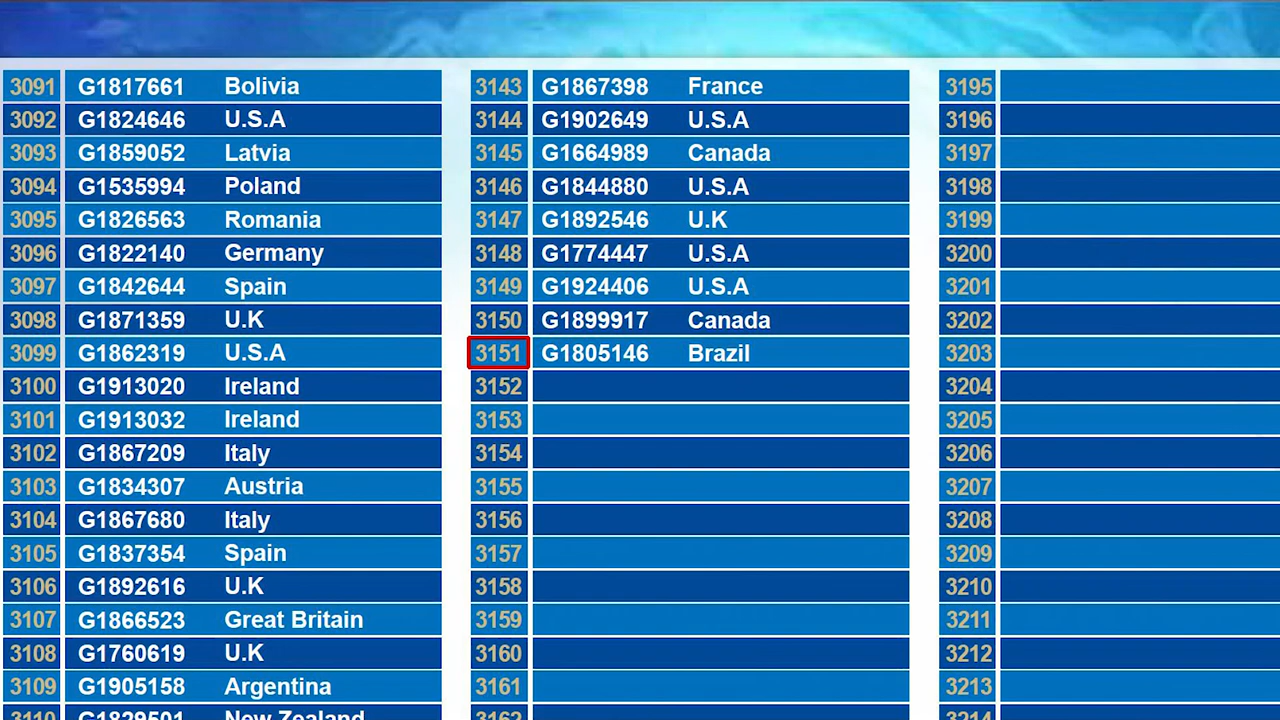 3091 G1817661 Bolivia
3092 G1824646 U.S.A
3093 G1859052 Latvia
3094 G1535994 Poland
3095 G1826563 Romania
3096 G1822140 Germany
3097 G1842644 Spain
3098 G1871359 U.K
3099 G1862319 U.S.A
3100 G1913020 Ireland
3101 G1913032 Ireland
3102 G1867209 Italy
3103 G1834307 Austria
3104 G1867680 Italy
3105 G1837354 Spain
3106 G1892616 U.K
3107 G1866523 Great Britain
3108 G1760619 U.K
3109 G1905158 Argentina
3110 G1829501 New Zealand
3143 G1867398 France
3144 G1902649 U.S.A
3145 G1664989 Canada
3146 G1844880 U.S.A
3147 G1892546 U.K
3148 G1774447 U.S.A
3149 G1924406 U.S.A
3150 G1899917 Canada
3151 G1805146 Brazil
3152
3153
3154
3155
3156
3157
3158
3159
3160
3161
3162
3195
3196
3197
3198
3199
3200
3201
3202
3203
3204
3205
3206
3207
3208
3209
3210
3211
3212
3213
3214